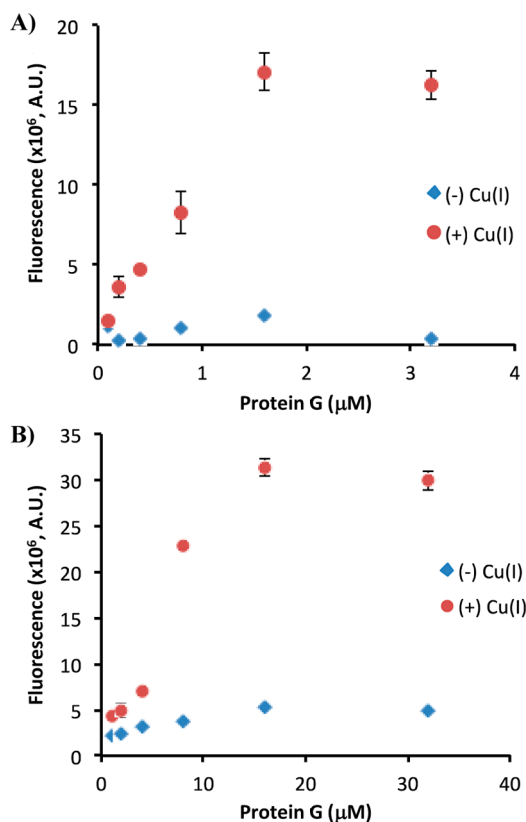 A)
20
15
10
5
0
Fluorescence (x10⁶, A.U.)
(-) Cu(I)
(+) Cu(I)
0 1 2 3 4
Protein G (μM)
B)
35
30
25
20
15
10
5
0
Fluorescence (x10⁶, A.U.)
(-) Cu(I)
(+) Cu(I)
0 10 20 30 40
Protein G (μM)